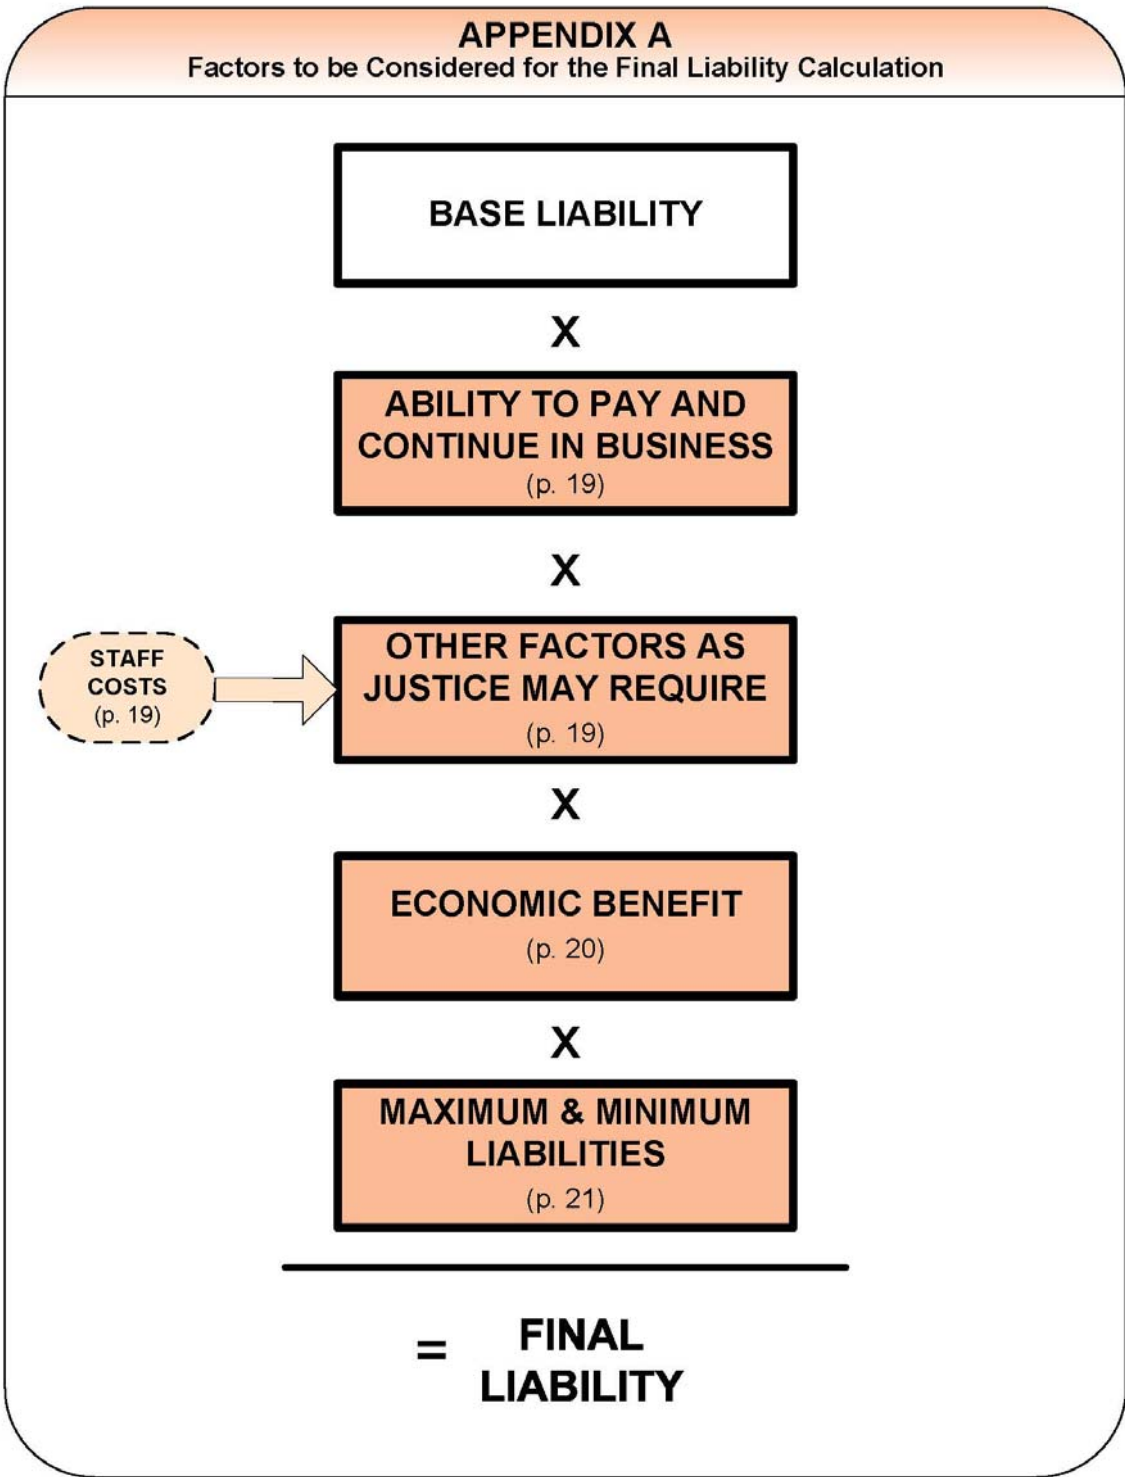 APPENDIX A
Factors to be Considered for the Final Liability Calculation
BASE LIABILITY
X
ABILITY TO PAY AND
CONTINUE IN BUSINESS
(p. 19)
X
STAFF
COSTS
(p. 19)
OTHER FACTORS AS
JUSTICE MAY REQUIRE
(p. 19)
X
ECONOMIC BENEFIT
(p. 20)
X
MAXIMUM & MINIMUM
LIABILITIES
(p. 21)
= FINAL
LIABILITY